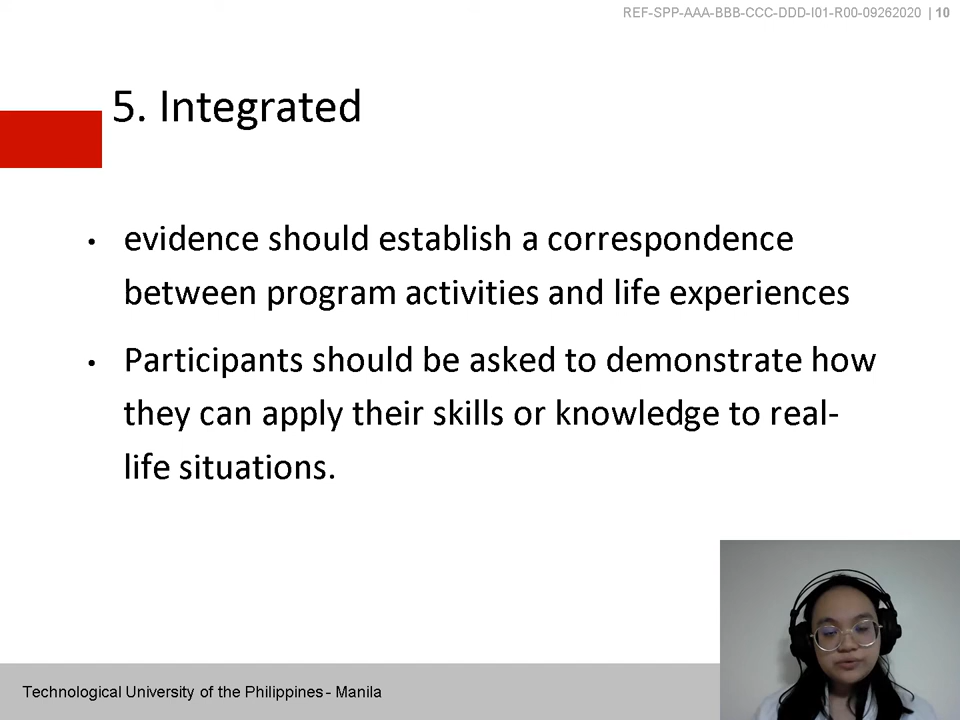 REF-SPP-AAA-BBB-CCC-DDD-I01-R00-09262020 | 10
5. Integrated
• evidence should establish a correspondence
between program activities and life experiences
• Participants should be asked to demonstrate how
they can apply their skills or knowledge to real-
life situations.
Technological University of the Philippines - Manila